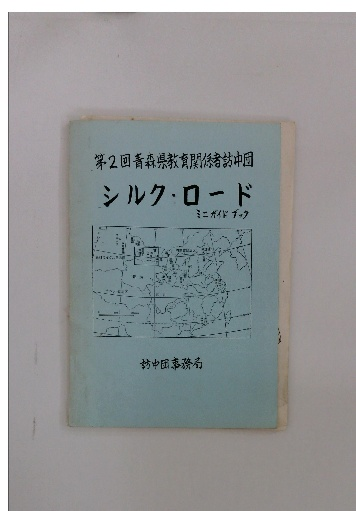 第2回青森県教育関係者訪中団
シルク・ロード
ミニガイドブック
訪中団事務局